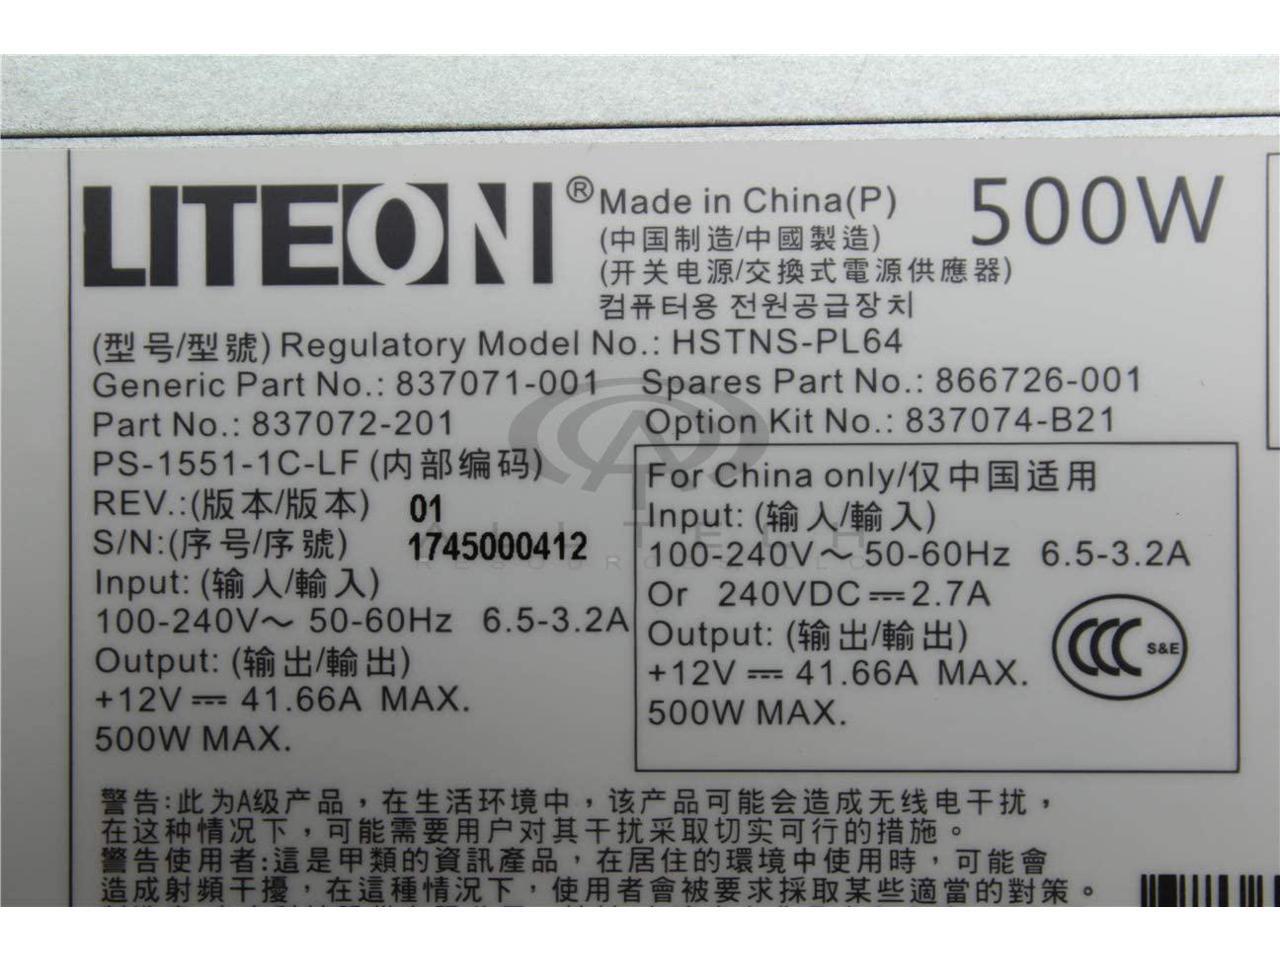 LITEON® Made in China(P) 500W
(中国制造/中國製造)
(开关电源/交換式電源供應器)
컴퓨터용 전원공급장치
(型号/型號) Regulatory Model No.: HSTNS-PL64
Generic Part No.: 837071-001 Spares Part No.: 866726-001
Part No.: 837072-201 Option Kit No.: 837074-B21
PS-1551-1C-LF (内部编码)
REV.:(版本/版本) 01
S/N:(序号/序號) 1745000412
Input: (输入/輸入)
100-240V～ 50-60Hz 6.5-3.2A
Output: (输出/輸出)
+12V⎓41.66A MAX.
500W MAX.
For China only/仅中国适用
Input: (输入/輸入)
100-240V～50-60Hz 6.5-3.2A
Or 240VDC⎓2.7A
Output: (输出/輸出)
+12V⎓41.66A MAX.
500W MAX.
CCC S&E
警告:此为A级产品，在生活环境中，该产品可能会造成无线电干扰，
在这种情况下，可能需要用户对其干扰采取切实可行的措施。
警告使用者:這是甲類的資訊產品，在居住的環境中使用時，可能會
造成射頻干擾，在這種情況下，使用者會被要求採取某些適當的對策。